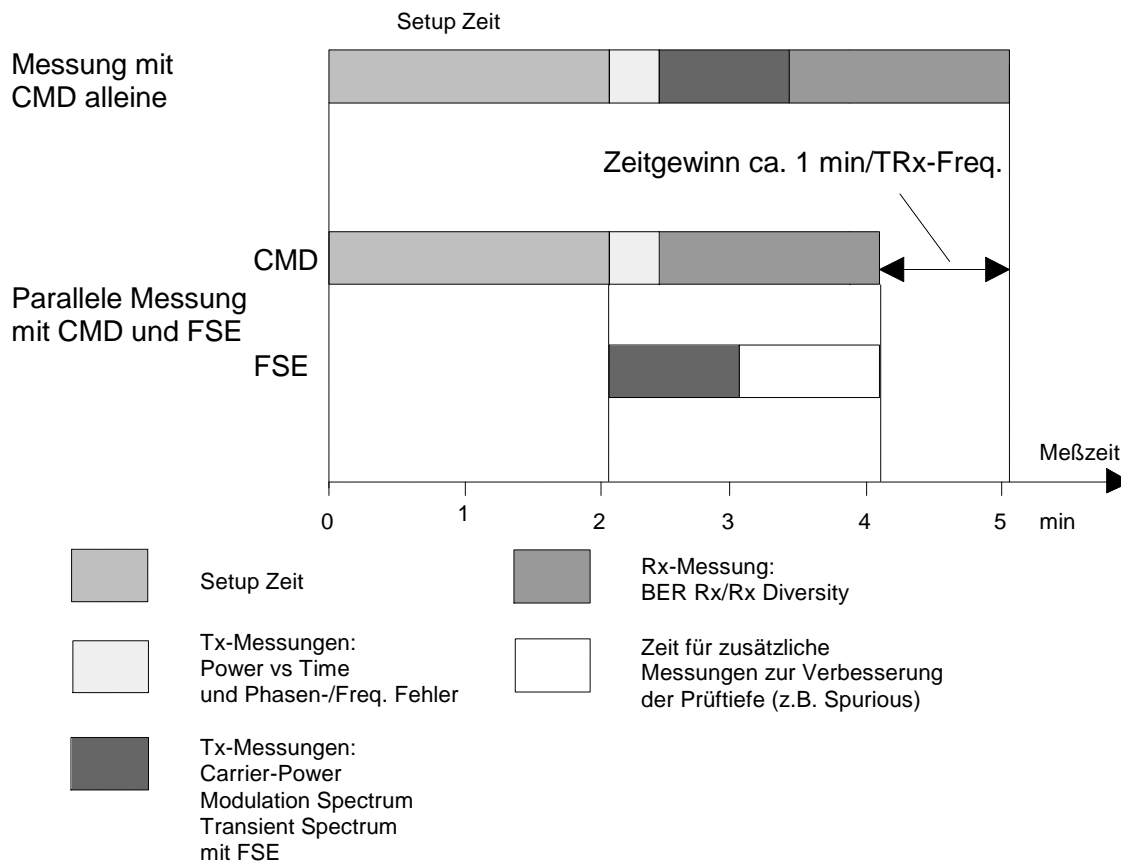 Setup Zeit
Messung mit
CMD alleine
Zeitgewinn ca. 1 min/TRx-Freq.
CMD
Parallele Messung
mit CMD und FSE
FSE
Meßzeit
0 1 2 3 4 5 min
Setup Zeit
Tx-Messungen:
Power vs Time
und Phasen-/Freq. Fehler
Tx-Messungen:
Carrier-Power
Modulation Spectrum
Transient Spectrum
mit FSE
Rx-Messung:
BER Rx/Rx Diversity
Zeit für zusätzliche
Messungen zur Verbesserung
der Prüftiefe (z.B. Spurious)